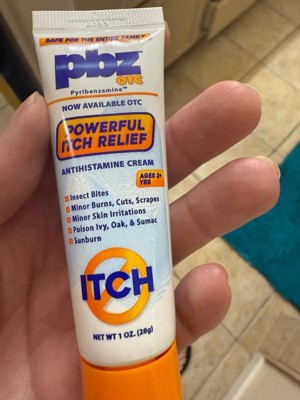 SAFE FOR THE ENTIRE FAMILY
pbz
OTC
Pyribenzamine™
NOW AVAILABLE OTC
POWERFUL
ITCH RELIEF
ANTIHISTAMINE CREAM
AGES 2+
YRS
Insect Bites
Minor Burns, Cuts, Scrapes
Minor Skin Irritations
Poison Ivy, Oak, & Sumac
Sunburn
ITCH
NET WT 1 OZ. (28g)